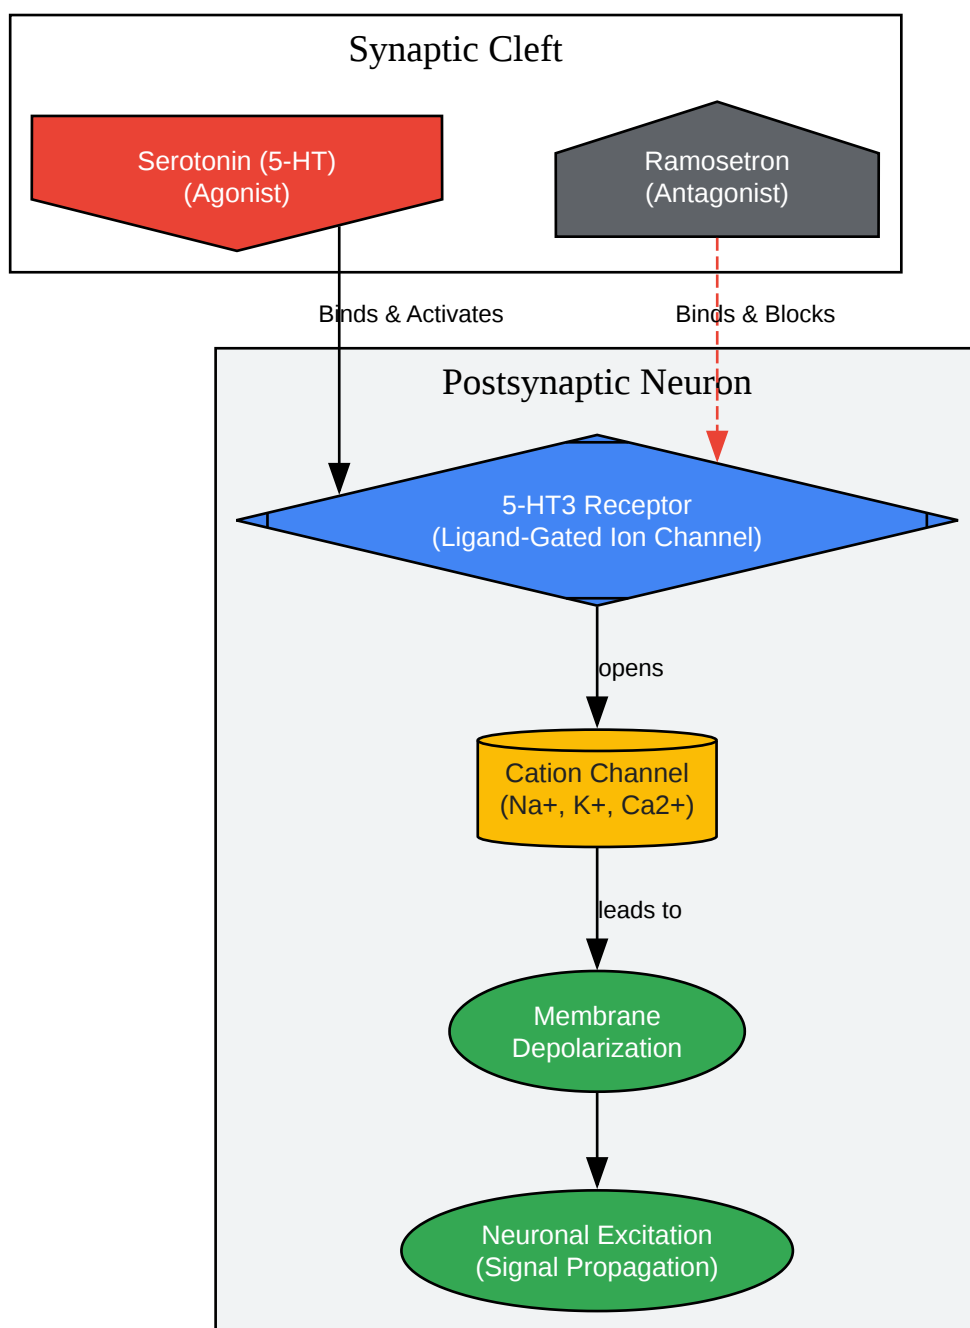 Synaptic Cleft
Serotonin (5-HT)
(Agonist)
Ramosetron
(Antagonist)
Binds & Activates
Binds & Blocks
Postsynaptic Neuron
5-HT3 Receptor
(Ligand-Gated Ion Channel)
opens
Cation Channel
(Na+, K+, Ca2+)
leads to
Membrane
Depolarization
Neuronal Excitation
(Signal Propagation)